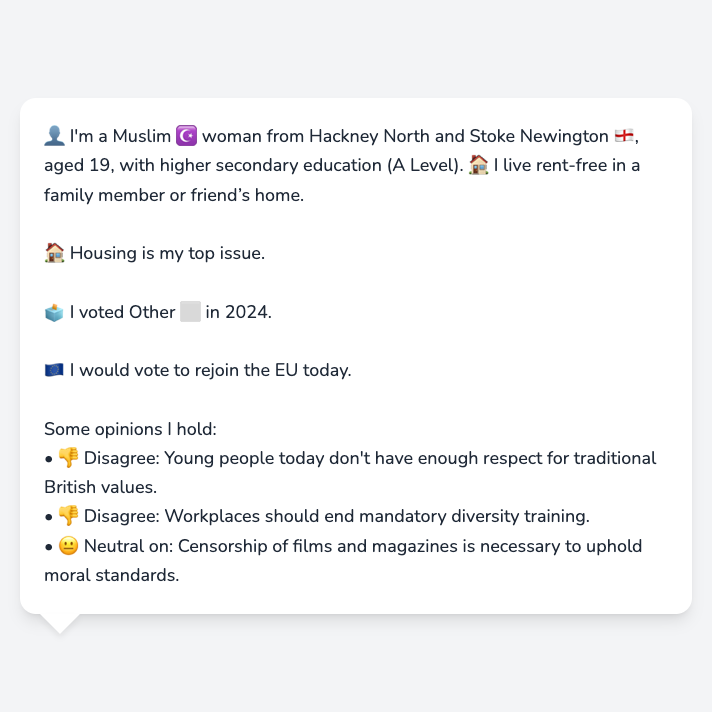 👤 I'm a Muslim ☪️ woman from Hackney North and Stoke Newington 🏴󠁧󠁢󠁥󠁮󠁧󠁿,
aged 19, with higher secondary education (A Level). 🏠 I live rent-free in a
family member or friend’s home.
🏠 Housing is my top issue.
🗳️ I voted Other ⬜ in 2024.
🇪🇺 I would vote to rejoin the EU today.
Some opinions I hold:
• 👎 Disagree: Young people today don't have enough respect for traditional
British values.
• 👎 Disagree: Workplaces should end mandatory diversity training.
• 😐 Neutral on: Censorship of films and magazines is necessary to uphold
moral standards.